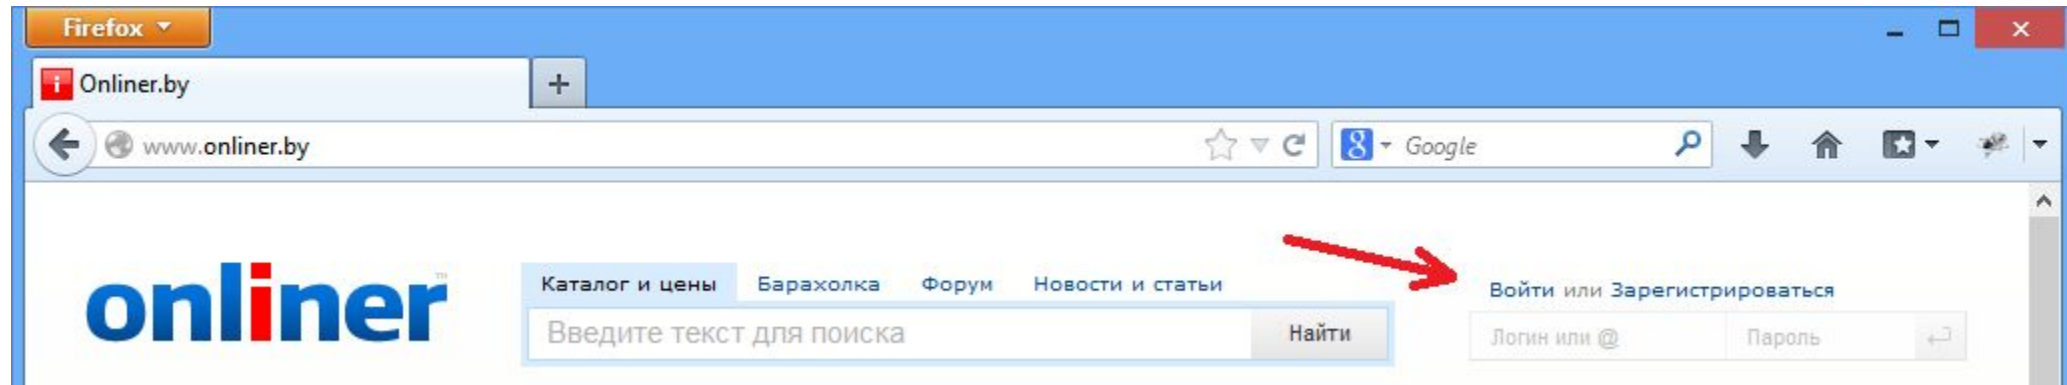 Firefox
Onliner.by
www.onliner.by
Google
onliner™
Каталог и цены Барахолка Форум Новости и статьи
Введите текст для поиска Найти
Войти или Зарегистрироваться
Логин или @ Пароль